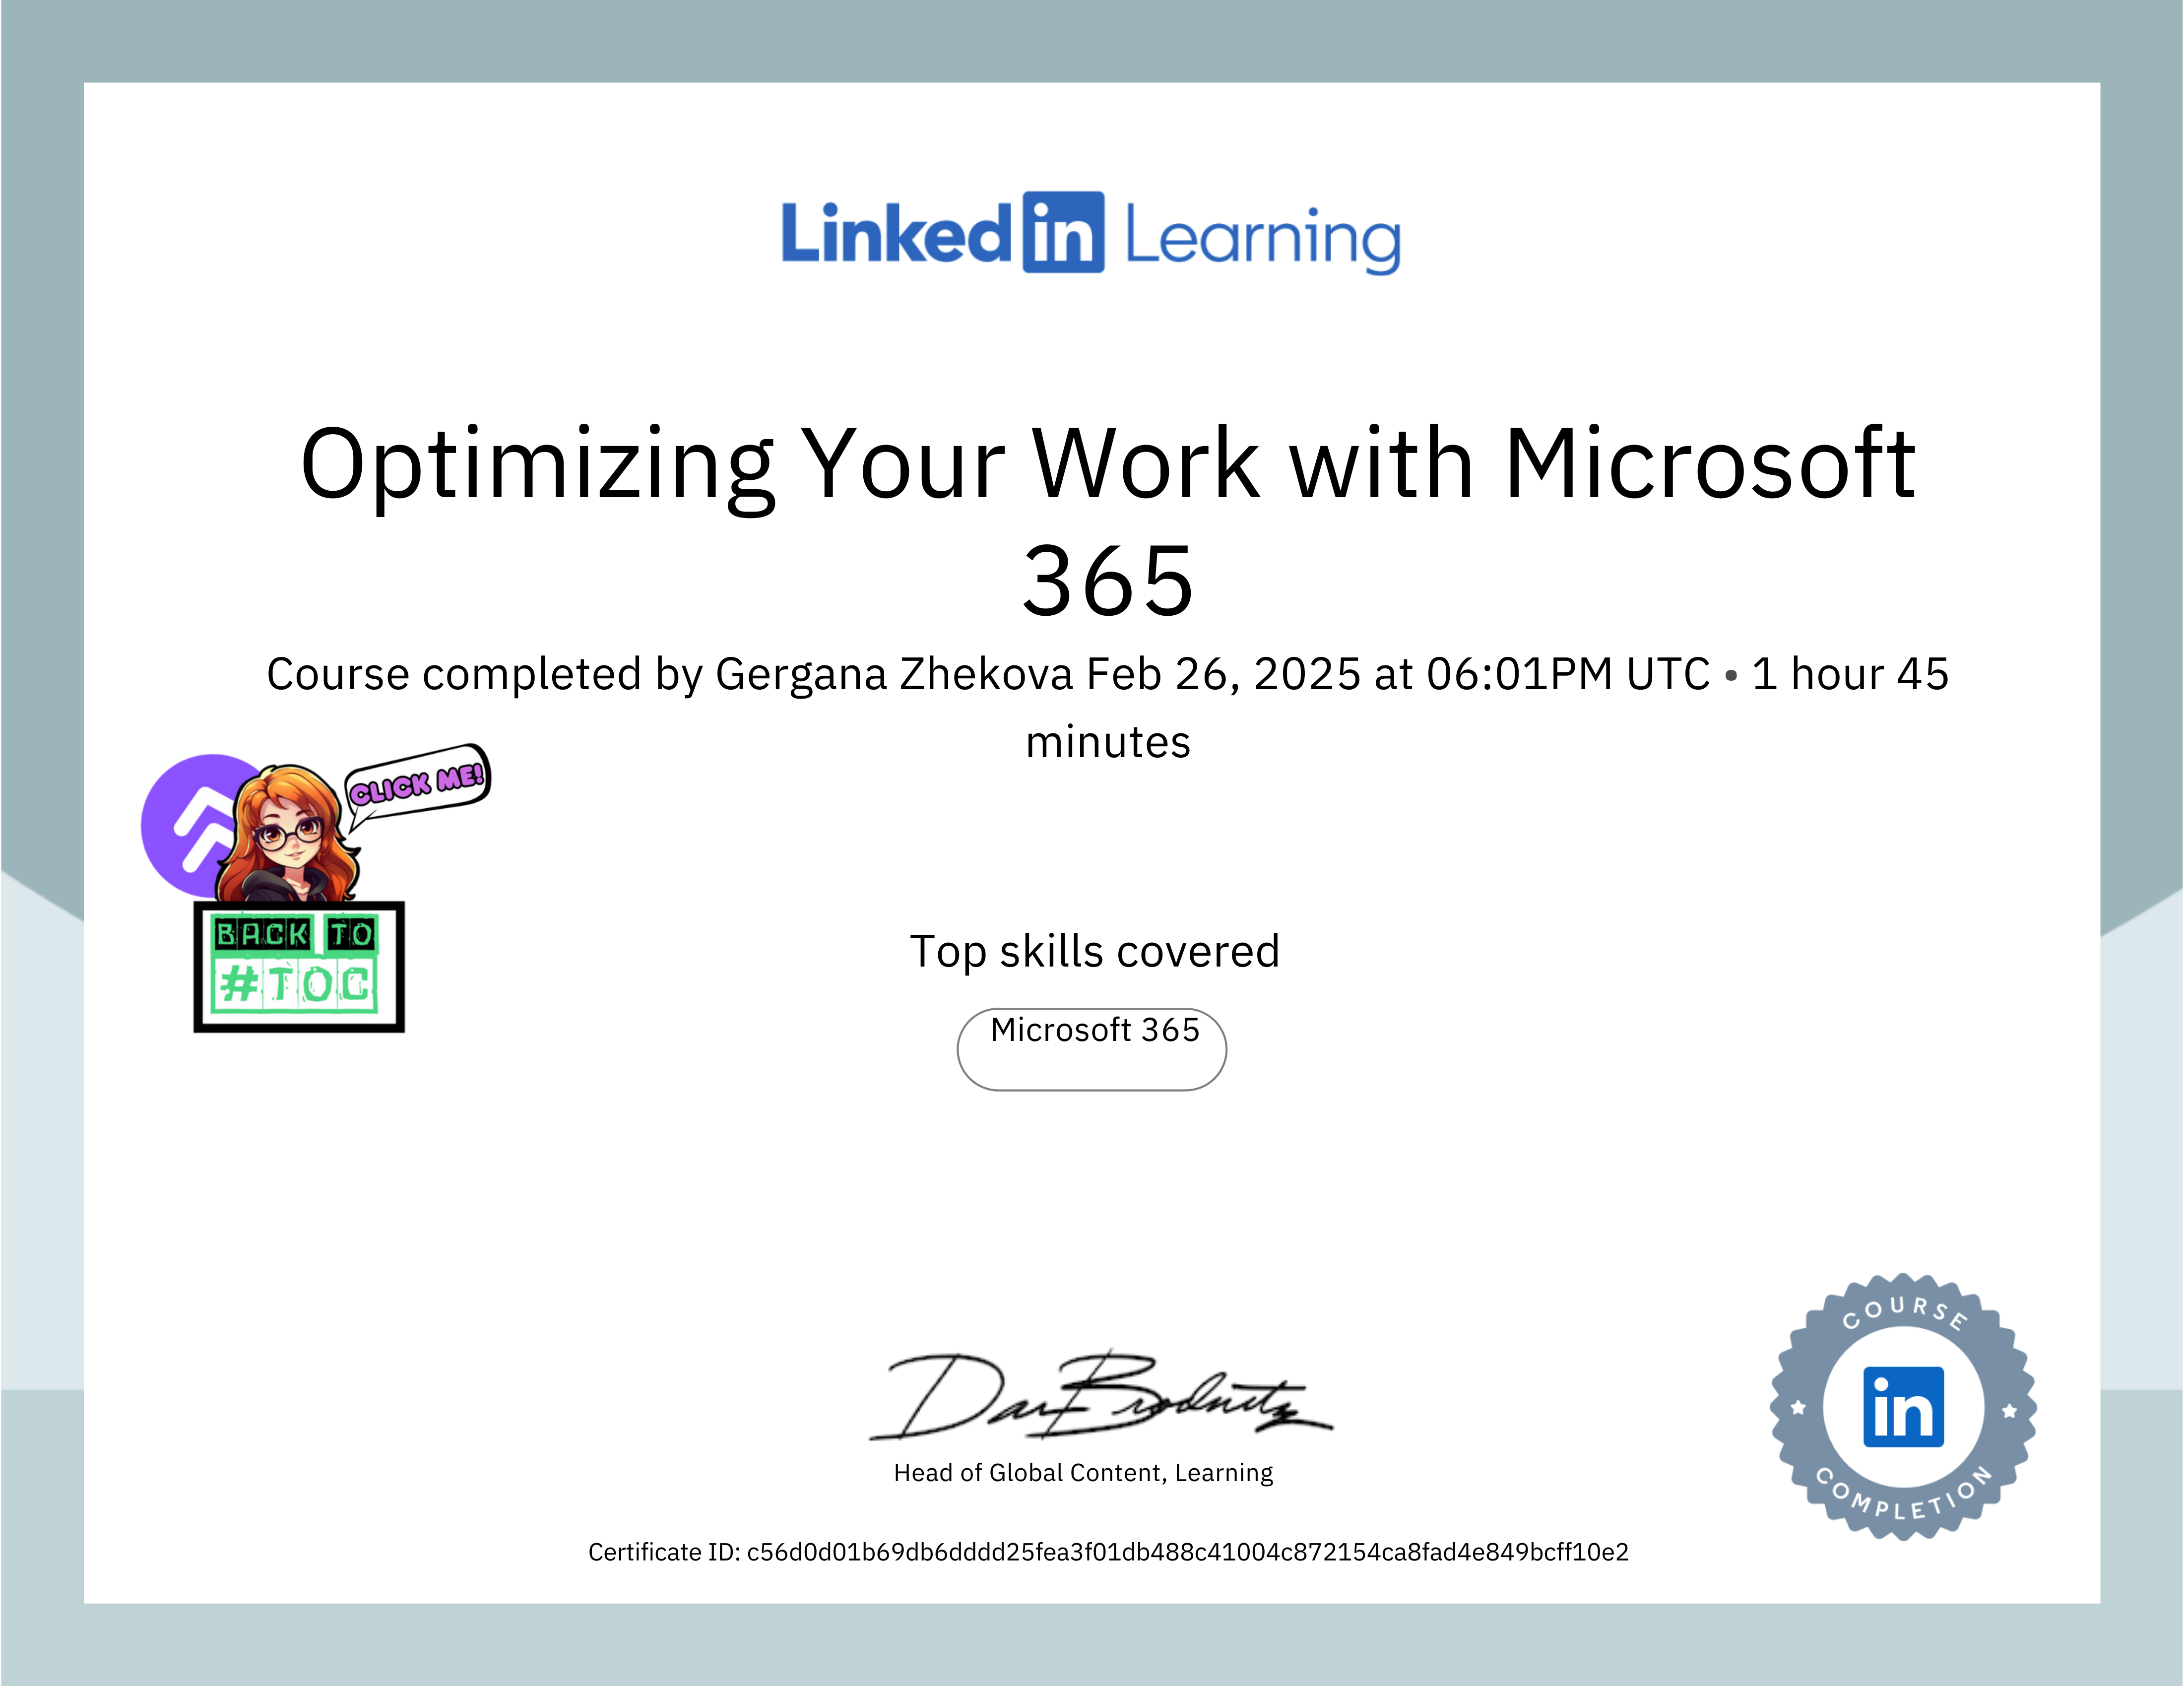 Linked in Learning
Optimizing Your Work with Microsoft
365
Course completed by Gergana Zhekova Feb 26, 2025 at 06:01PM UTC • 1 hour 45
minutes
CLICK ME!
BACK TO
#TOC
Top skills covered
Microsoft 365
Dan Brodnitz
Head of Global Content, Learning
Certificate ID: c56d0d01b69db6dddd25fea3f01db488c41004c872154ca8fad4e849bcff10e2
COURSE
in
COMPLETION